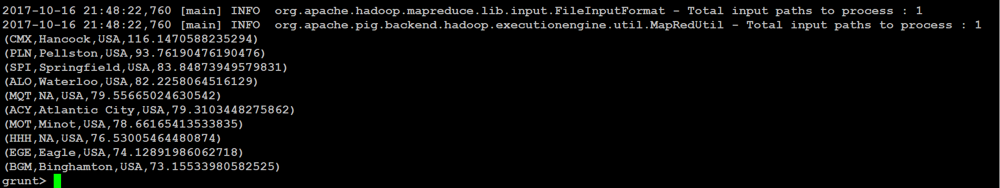 2017-10-16 21:48:22,760 [main] INFO  org.apache.hadoop.mapreduce.lib.input.FileInputFormat - Total input paths to process : 1
2017-10-16 21:48:22,760 [main] INFO  org.apache.pig.backend.hadoop.executionengine.util.MapRedUtil - Total input paths to process : 1
(CMX,Hancock,USA,116.1470588235294)
(PLN,Pellston,USA,93.76190476190476)
(SPI,Springfield,USA,83.84873949579831)
(ALO,Waterloo,USA,82.2258064516129)
(MQT,NA,USA,79.55665024630542)
(ACY,Atlantic City,USA,79.3103448275862)
(MOT,Minot,USA,78.66165413533835)
(HHH,NA,USA,76.53005464480874)
(EGE,Eagle,USA,74.12891986062718)
(BGM,Binghamton,USA,73.15533980582525)
grunt>